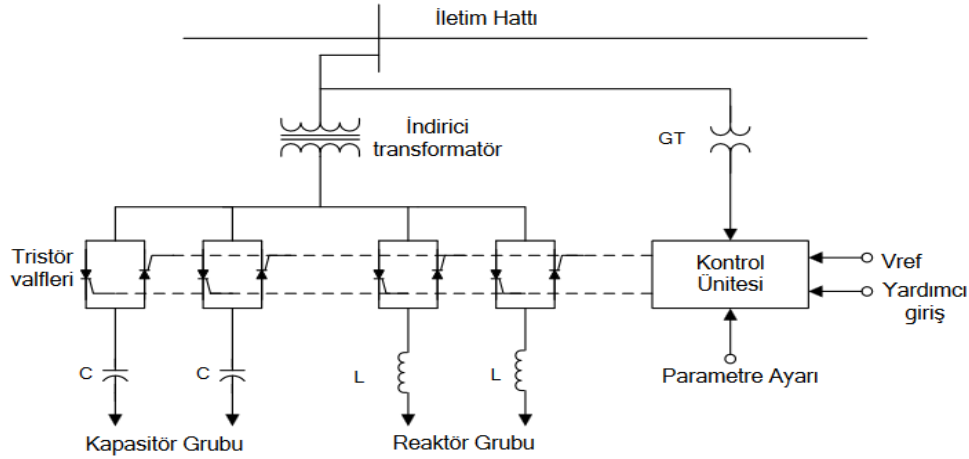 İletim Hattı
İndirici
transformatör
GT
Tristör
valfleri
Kontrol
Ünitesi
Vref
Yardımcı
giriş
C
C
L
L
Parametre Ayarı
Kapasitör Grubu
Reaktör Grubu